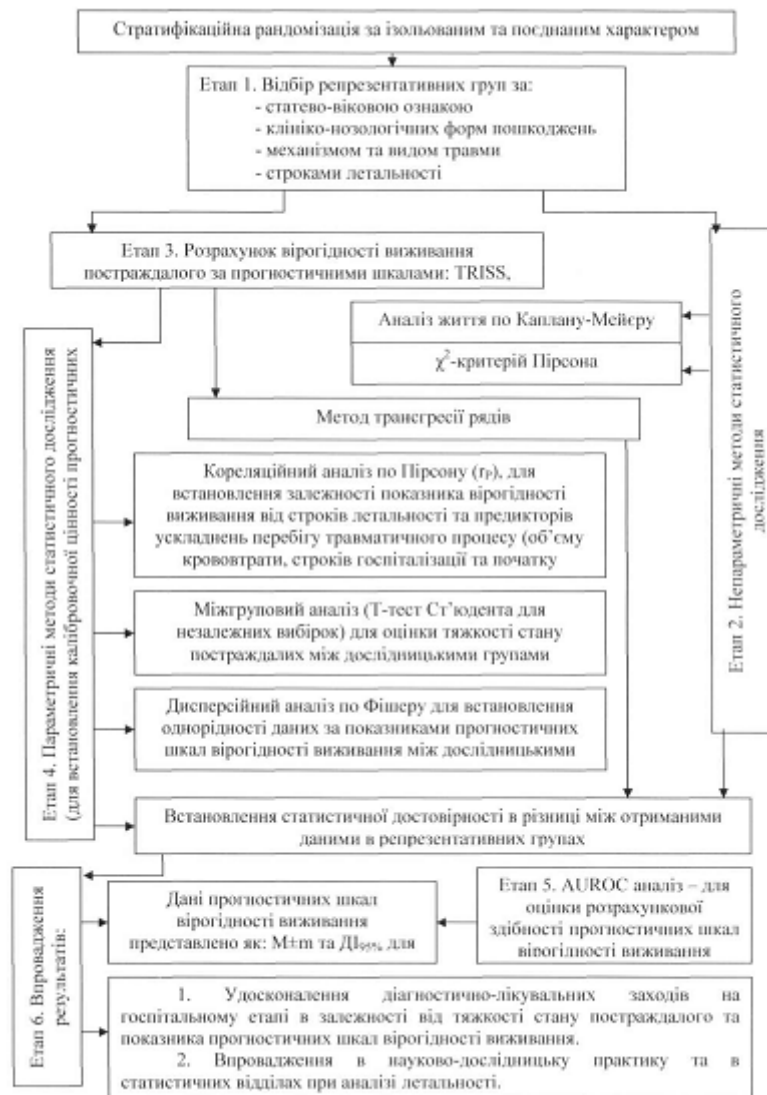 Стратифікаційна рандомізація за ізольованим та поєднаним характером
Етап 1. Відбір репрезентативних груп за:
- статево-віковою ознакою
- клініко-нозологічних форм пошкоджень
- механізмом та видом травми
- строками летальності
Етап 3. Розрахунок вірогідності виживання
постраждалого за прогностичними шкалами: TRISS,
Аналіз життя по Каплану-Мейєру
χ²-критерій Пірсона
Етап 2. Непараметричні методи статистичного
дослідження
Метод трансгресії рядів
Етап 4. Параметричні методи статистичного дослідження
(для встановлення калібровочної цінності прогностичних
Кореляційний аналіз по Пірсону (rP), для
встановлення залежності показника вірогідності
виживання від строків летальності та предикторів
ускладнень перебігу травматичного процесу (об’єму
крововтрати, строків госпіталізації та початку
Міжгруповий аналіз (Т-тест Ст’юдента для
незалежних вибірок) для оцінки тяжкості стану
постраждалих між дослідницькими групами
Дисперсійний аналіз по Фішеру для встановлення
однорідності даних за показниками прогностичних
шкал вірогідності виживання між дослідницькими
Встановлення статистичної достовірності в різниці між отриманими
даними в репрезентативних групах
Етап 5. AUROC аналіз – для
оцінки розрахункової
здібності прогностичних шкал
вірогідності виживання
Дані прогностичних шкал
вірогідності виживання
представлено як: M±m та ДІ95% для
Етап 6. Впровадження
результатів:
1. Удосконалення діагностично-лікувальних заходів на
госпітальному етапі в залежності від тяжкості стану постраждалого та
показника прогностичних шкал вірогідності виживання.
2. Впровадження в науково-дослідницьку практику та в
статистичних відділах при аналізі летальності.